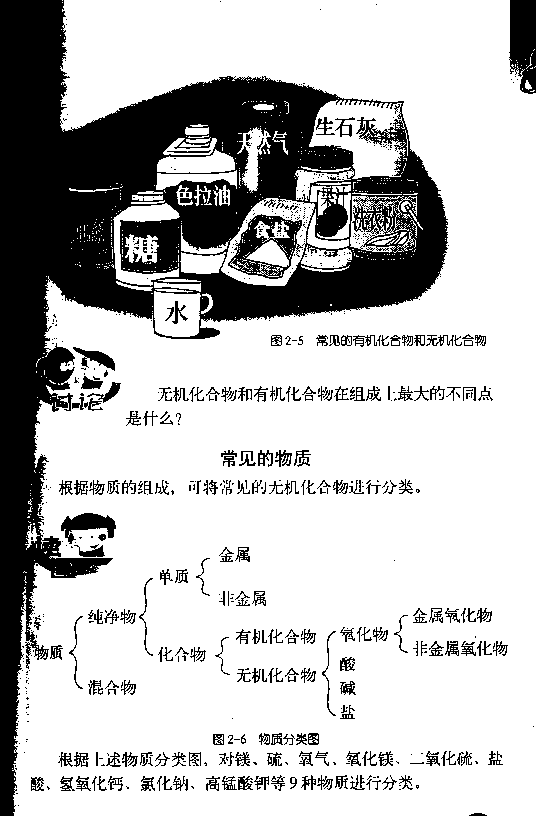 天然气
生石灰
色拉油
果汁
糖
食盐
洗衣粉
水
图2-5 常见的有机化合物和无机化合物
讨论
无机化合物和有机化合物在组成上最大的不同点
是什么？
常见的物质
根据物质的组成，可将常见的无机化合物进行分类。
金属
单质
非金属
纯净物
金属氧化物
有机化合物
氧化物
物质
化合物
非金属氧化物
无机化合物
酸
混合物
碱
盐
图2-6 物质分类图
根据上述物质分类图，对镁、硫、氧气、氧化镁、二氧化硫、盐
酸、氢氧化钙、氯化钠、高锰酸钾等9种物质进行分类。